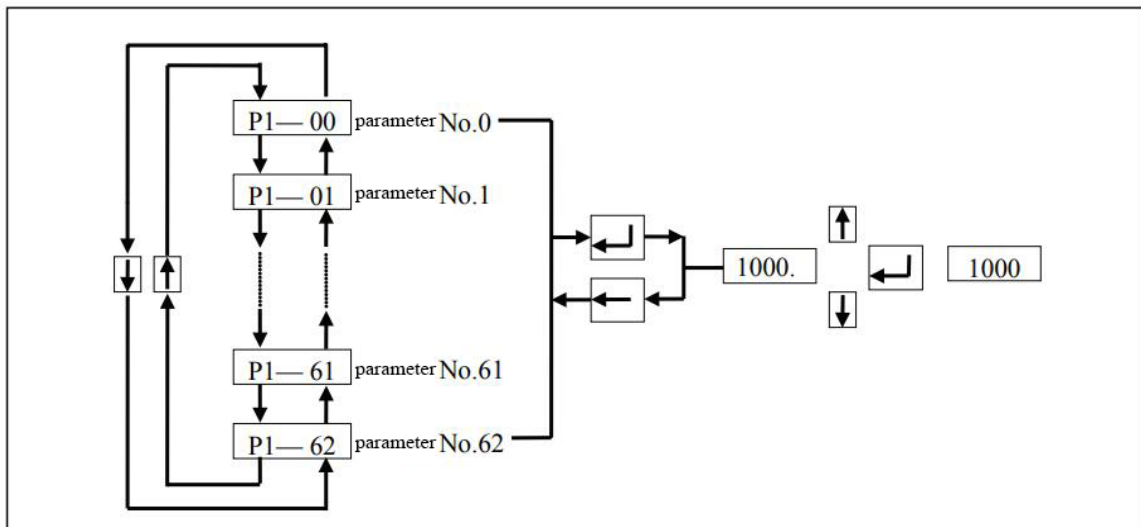 P1— 00 parameter No.0
P1— 01 parameter No.1
1000.
1000
P1— 61 parameter No.61
P1— 62 parameter No.62